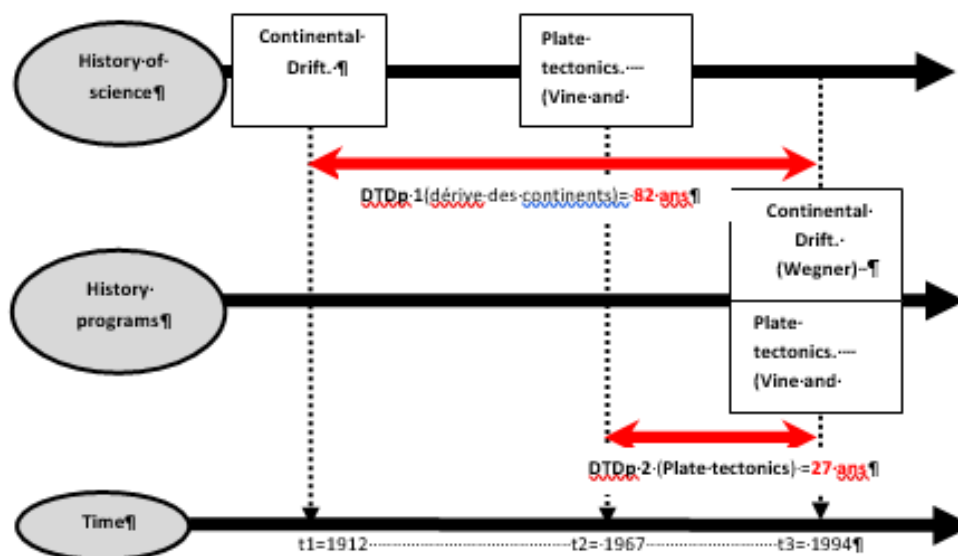 History·of·
science¶
Continental·
Drift.·¶
Plate·
tectonics.·····
(Vine·and·
DTDp·1(dérive·des·continents)=·82·ans¶
History·
programs¶
Continental·
Drift.·
(Wegner)·-¶
Plate·
tectonics.·····
(Vine·and·
DTDp·2·(Plate·tectonics)·=27·ans¶
Time¶
t1=1912 t2=·1967 t3=·1994¶